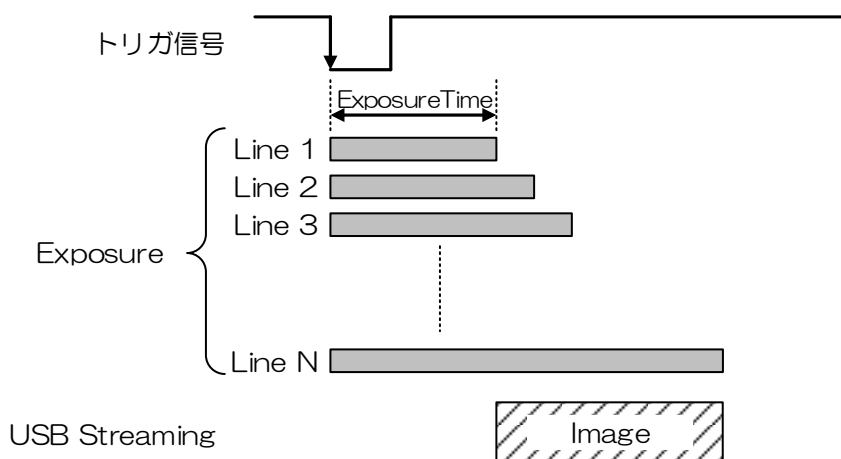 トリガ信号
ExposureTime
Line 1
Line 2
Line 3
Exposure
Line N
USB Streaming
Image